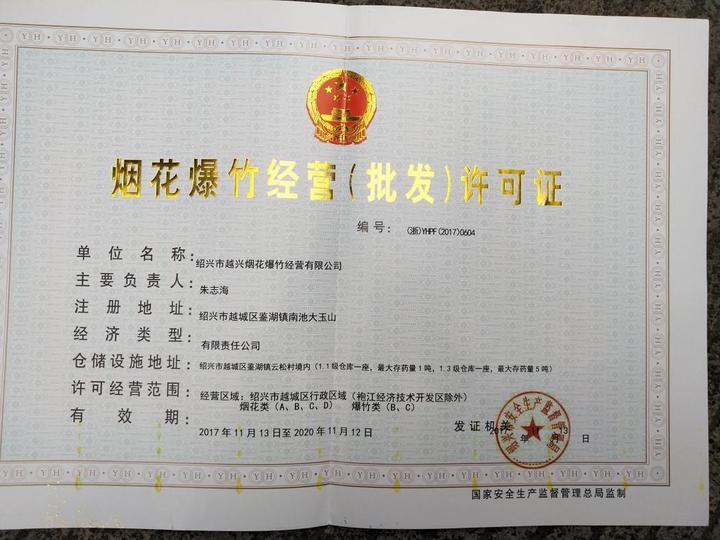 烟花爆竹经营(批发)许可证
编号：(浙)YHPF(2017)0604
单位名称：绍兴市越兴烟花爆竹经营有限公司
主要负责人：朱志海
注册地址：绍兴市越城区鉴湖镇南池大玉山
经济类型：有限责任公司
仓储设施地址：绍兴市越城区鉴湖镇云松村境内（1.1级仓库一座，最大存药量1吨，1.3级仓库一座，最大存药量5吨）
许可经营范围：经营区域：绍兴市越城区行政区域（袍江经济技术开发区除外）
烟花类（A、B、C、D） 爆竹类（B、C）
有效期：2017年11月13日至2020年11月12日
发证机关
2017年11月13日
国家安全生产监督管理总局监制